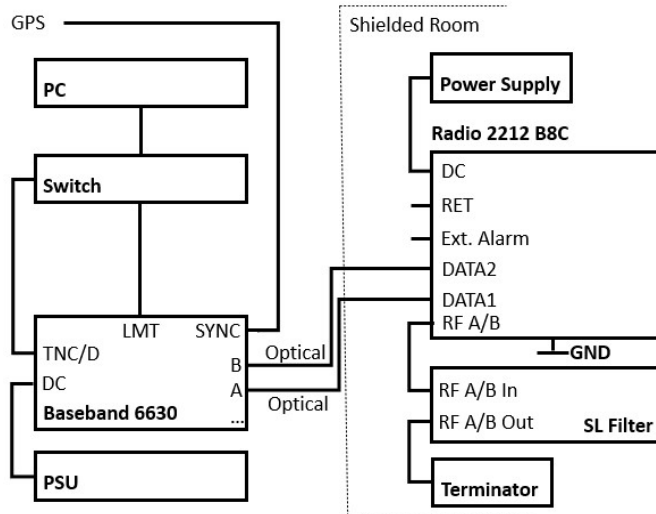 GPS
Shielded Room
PC
Power Supply
Radio 2212 B8C
Switch
DC
RET
Ext. Alarm
DATA2
DATA1
RF A/B
GND
LMT
SYNC
TNC/D
B
Optical
DC
A
Optical
Baseband 6630
...
RF A/B In
RF A/B Out
SL Filter
PSU
Terminator